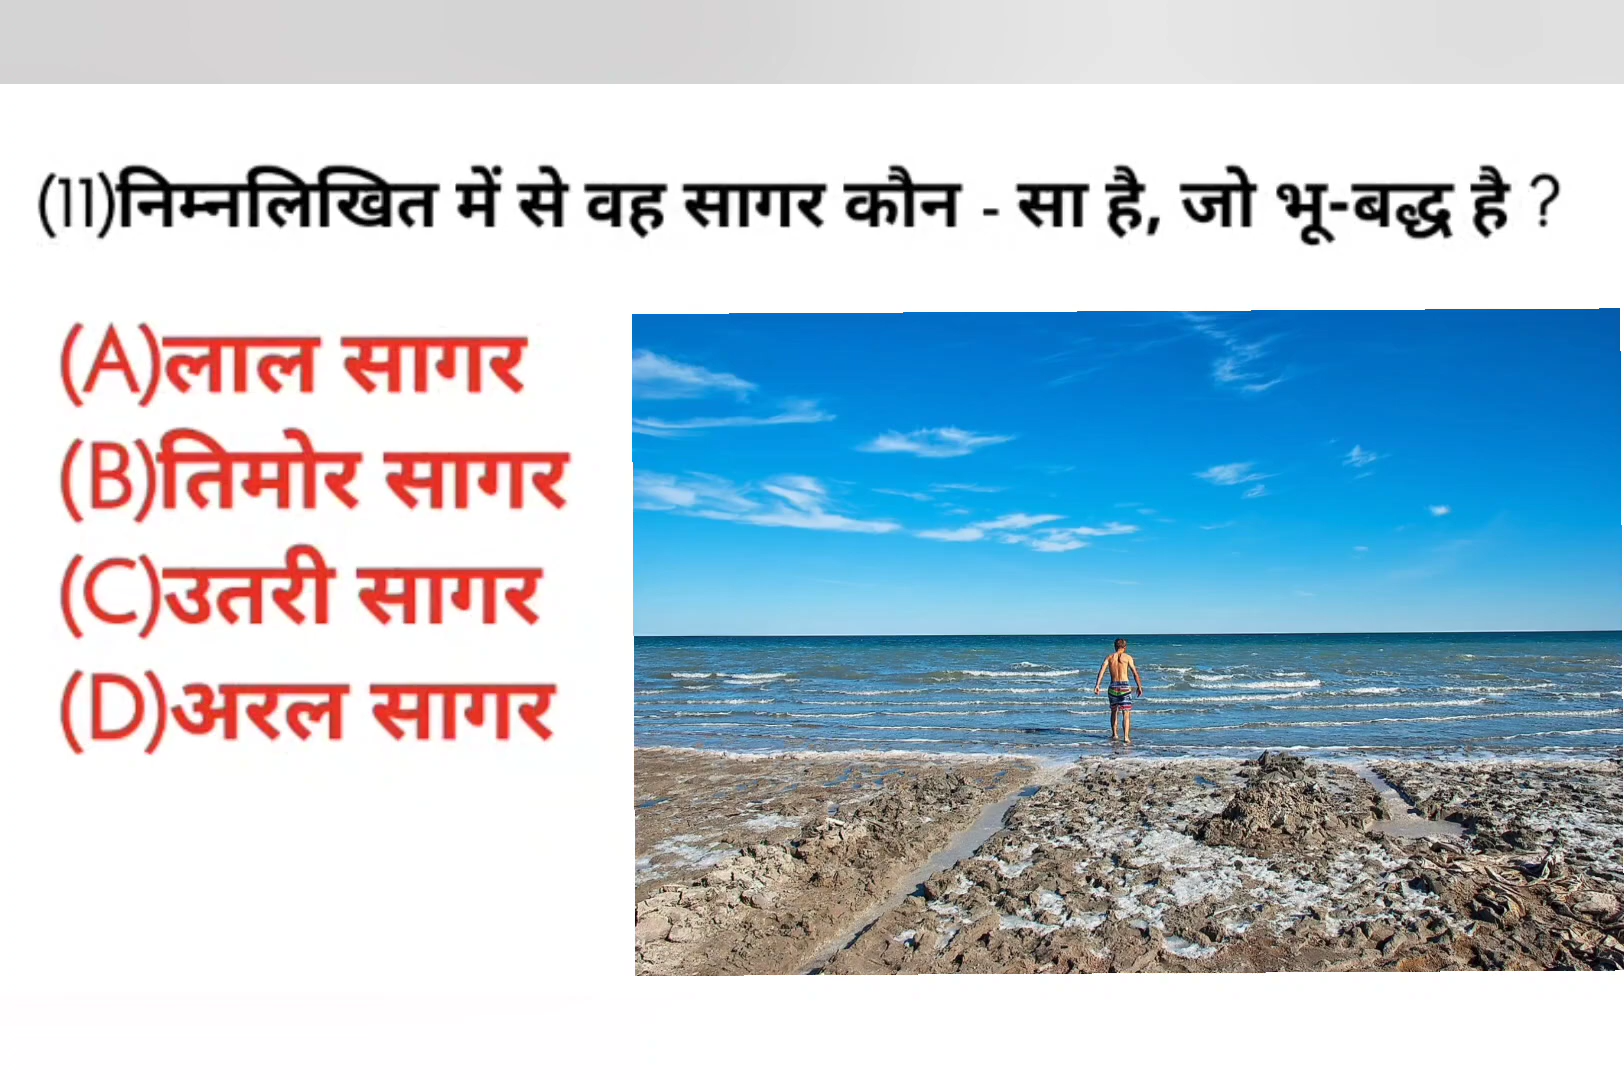 (11)निम्नलिखित में से वह सागर कौन - सा है, जो भू-बद्ध है ?
(A)लाल सागर
(B)तिमोर सागर
(C)उतरी सागर
(D)अरल सागर